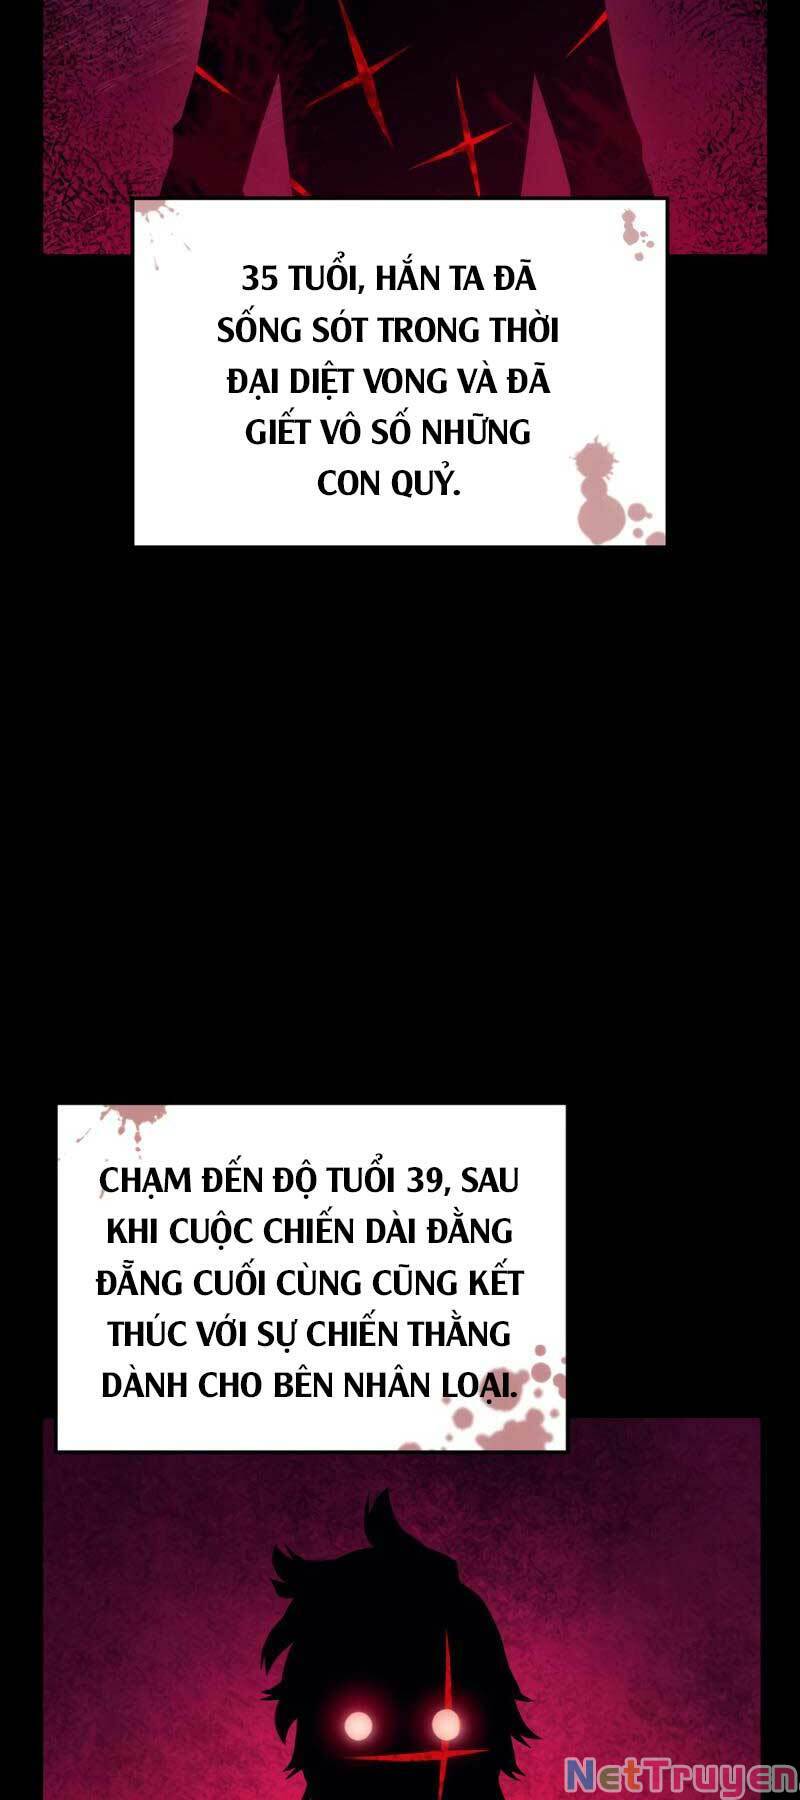 35 TUỔI, HẮN TA ĐÃ
SỐNG SÓT TRONG THỜI
ĐẠI DIỆT VONG VÀ ĐÃ
GIẾT VÔ SỐ NHỮNG
CON QUỶ.
CHẠM ĐẾN ĐỘ TUỔI 39, SAU
KHI CUỘC CHIẾN DÀI ĐẰNG
ĐẴNG CUỐI CÙNG CŨNG KẾT
THÚC VỚI SỰ CHIẾN THẰNG
DÀNH CHO BÊN NHÂN LOẠI.
NetTruyen